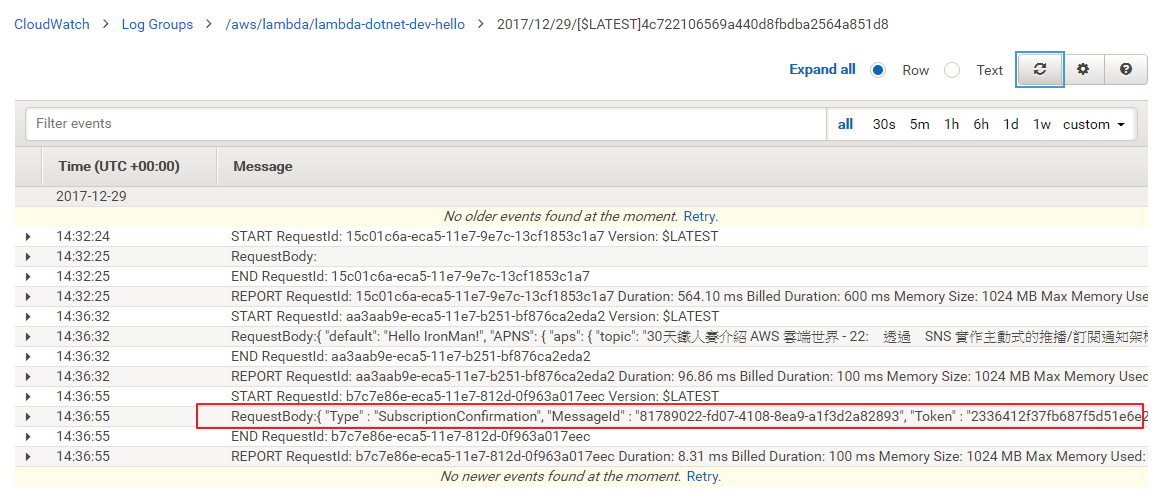 CloudWatch > Log Groups > /aws/lambda/lambda-dotnet-dev-hello > 2017/12/29/[$LATEST]4c722106569a440d8fbdba2564a851d8
Expand all Row Text
Filter events all 30s 5m 1h 6h 1d 1w custom
Time (UTC +00:00) Message
2017-12-29
No older events found at the moment. Retry.
14:32:24 START RequestId: 15c01c6a-eca5-11e7-9e7c-13cf1853c1a7 Version: $LATEST
14:32:25 RequestBody:
14:32:25 END RequestId: 15c01c6a-eca5-11e7-9e7c-13cf1853c1a7
14:32:25 REPORT RequestId: 15c01c6a-eca5-11e7-9e7c-13cf1853c1a7 Duration: 564.10 ms Billed Duration: 600 ms Memory Size: 1024 MB Max Memory Use
14:36:32 START RequestId: aa3aab9e-eca5-11e7-b251-bf876ca2eda2 Version: $LATEST
14:36:32 RequestBody:{ "default": "Hello IronMan!", "APNS": { "aps": { "topic": "30天鐵人賽介紹 AWS 雲端世界 - 22: 透過 SNS 實作主動式的推播/訂閱通知架
14:36:32 END RequestId: aa3aab9e-eca5-11e7-b251-bf876ca2eda2
14:36:32 REPORT RequestId: aa3aab9e-eca5-11e7-b251-bf876ca2eda2 Duration: 96.86 ms Billed Duration: 100 ms Memory Size: 1024 MB Max Memory Used
14:36:55 START RequestId: b7c7e86e-eca5-11e7-812d-0f963a017eec Version: $LATEST
14:36:55 RequestBody:{ "Type" : "SubscriptionConfirmation", "MessageId" : "81789022-fd07-4108-8ea9-a1f3d2a82893", "Token" : "2336412f37fb687f5d51e6e2
14:36:55 END RequestId: b7c7e86e-eca5-11e7-812d-0f963a017eec
14:36:55 REPORT RequestId: b7c7e86e-eca5-11e7-812d-0f963a017eec Duration: 8.31 ms Billed Duration: 100 ms Memory Size: 1024 MB Max Memory Used:
No newer events found at the moment. Retry.